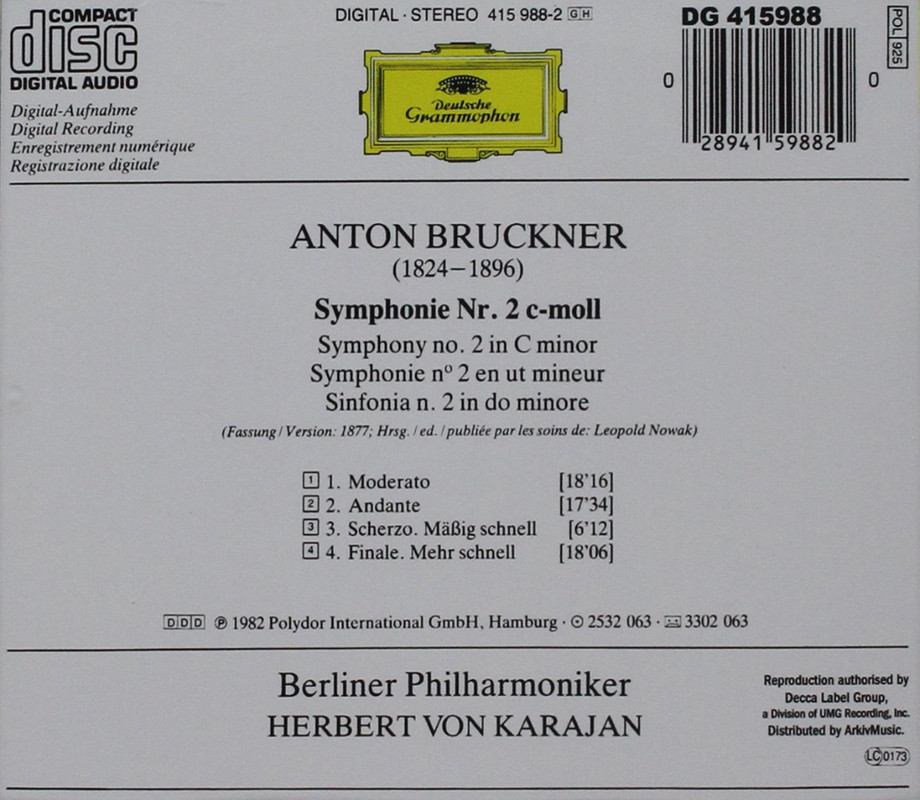 COMPACT
disc
DIGITAL AUDIO
Digital-Aufnahme
Digital Recording
Enregistrement numérique
Registrazione digitale
DIGITAL · STEREO 415 988-2 GH
Deutsche
Grammophon
DG 415988
0 28941 59882 0
POL 925
ANTON BRUCKNER
(1824–1896)
Symphonie Nr. 2 c-moll
Symphony no. 2 in C minor
Symphonie nº 2 en ut mineur
Sinfonia n. 2 in do minore
(Fassung / Version: 1877; Hrsg. / ed. / publiée par les soins de: Leopold Nowak)
1 1. Moderato [18'16]
2 2. Andante [17'34]
3 3. Scherzo. Mäßig schnell [6'12]
4 4. Finale. Mehr schnell [18'06]
DDD ℗ 1982 Polydor International GmbH, Hamburg · 2532 063 · 3302 063
Berliner Philharmoniker
HERBERT VON KARAJAN
Reproduction authorised by
Decca Label Group,
a Division of UMG Recording, Inc.
Distributed by ArkivMusic.
LC 0173